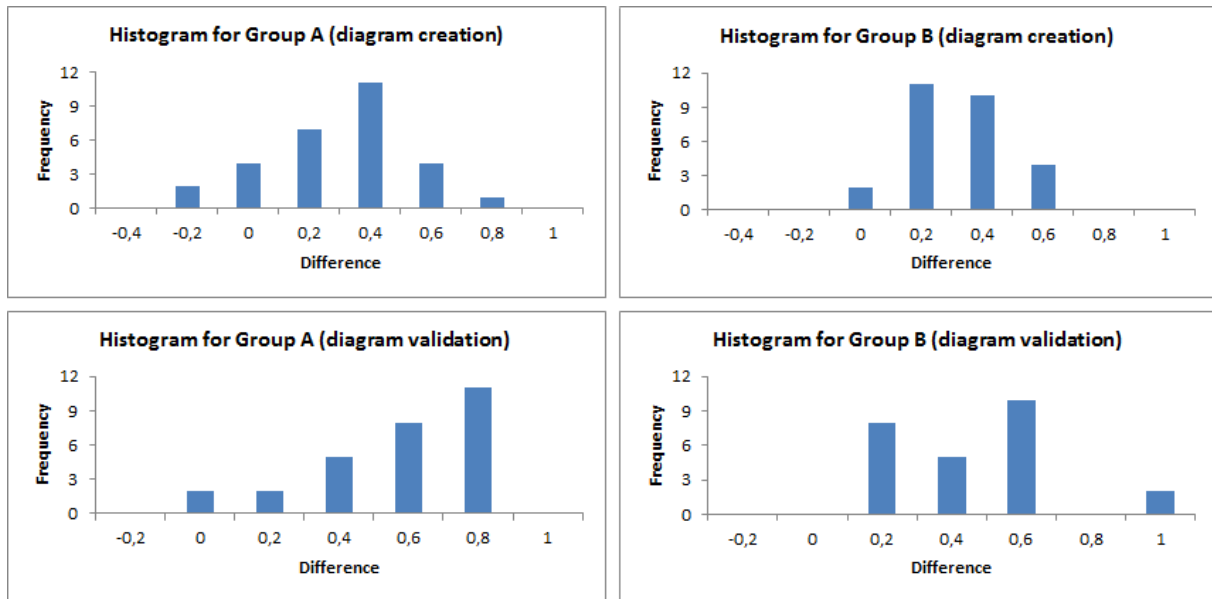 Histogram for Group A (diagram creation)
12
9
6
3
0
Frequency
-0,4 -0,2 0 0,2 0,4 0,6 0,8 1
Difference
Histogram for Group B (diagram creation)
12
9
6
3
0
Frequency
-0,4 -0,2 0 0,2 0,4 0,6 0,8 1
Difference
Histogram for Group A (diagram validation)
12
9
6
3
0
Frequency
-0,2 0 0,2 0,4 0,6 0,8 1
Difference
Histogram for Group B (diagram validation)
12
9
6
3
0
Frequency
-0,2 0 0,2 0,4 0,6 0,8 1
Difference